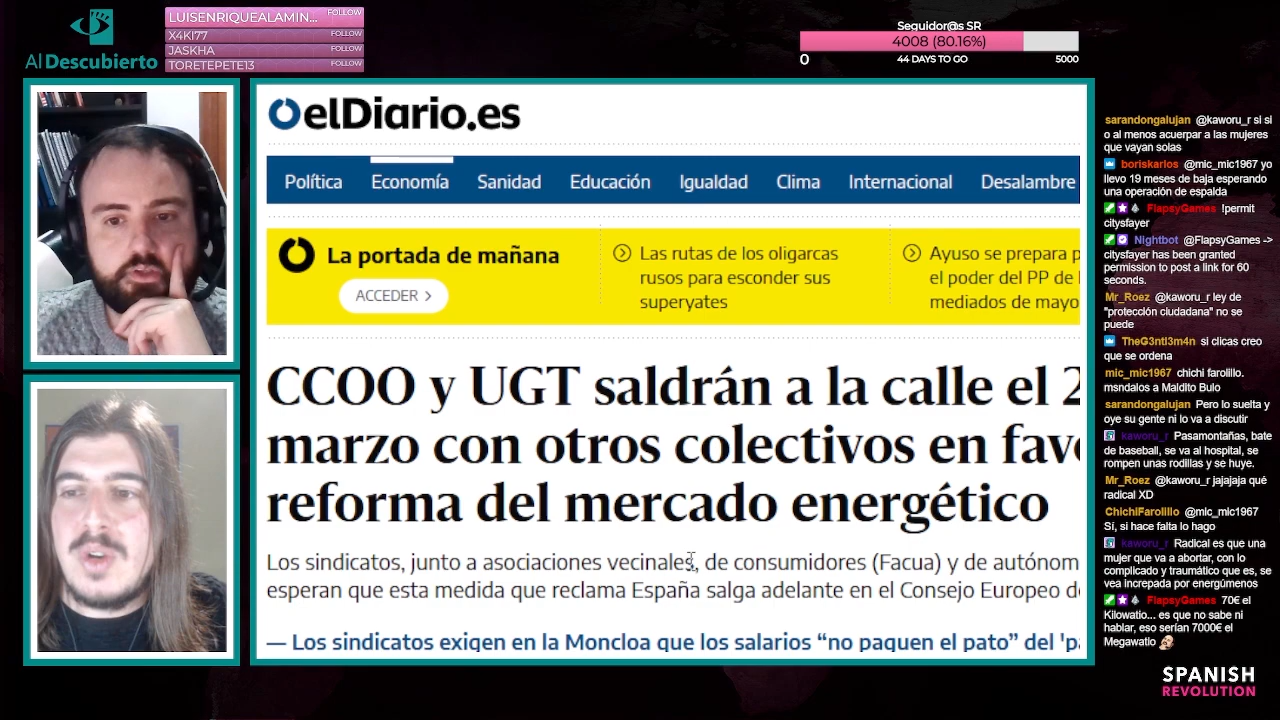 Al Descubierto
LUISENRIQUEALAMIN... FOLLOW
X4KI77 FOLLOW
JASKHA FOLLOW
TORETEPETE13 FOLLOW
Seguidor@s SR
4008 (80.16%)
0 44 DAYS TO GO 5000
elDiario.es
Política Economía Sanidad Educación Igualdad Clima Internacional Desalambre
La portada de mañana
ACCEDER >
Las rutas de los oligarcas
rusos para esconder sus
superyates
Ayuso se prepara p
el poder del PP de
mediados de mayo
CCOO y UGT saldrán a la calle el 2
marzo con otros colectivos en fav
reforma del mercado energético
Los sindicatos, junto a asociaciones vecinales, de consumidores (Facua) y de autónom
esperan que esta medida que reclama España salga adelante en el Consejo Europeo d
— Los sindicatos exigen en la Moncloa que los salarios “no paguen el pato” del 'pa
sarandongalujan @kaworu_r si si
o al menos acuerpar a las mujeres
que vayan solas
boriskarlos @mic_mic1967 yo
llevo 19 meses de baja esperando
una operación de espalda
FlapsyGames !permit
citysfayer
Nightbot @FlapsyGames ->
citysfayer has been granted
permission to post a link for 60
seconds.
Mr_Roez @kaworu_r ley de
"protección ciudadana" no se
puede
TheG3ntl3m4n si clicas creo
que se ordena
mic_mic1967 chichi farolillo.
msndalos a Maldito Bulo
sarandongalujan Pero lo suelta y
oye su gente ni lo va a discutir
kaworu_r Pasamontañas, bate
de baseball, se va al hospital, se
rompen unas rodillas y se huye.
Mr_Roez @kaworu_r jajajaja qué
radical XD
ChichiFarolillo @mic_mic1967
Sí, si hace falta lo hago
kaworu_r Radical es que una
mujer que va a abortar, con lo
complicado y traumático que es, se
vea increpada por energúmenos
FlapsyGames 70€ el
Kilowatio... es que no sabe ni
hablar, eso serían 7000€ el
Megawatio
SPANISH
REVOLUTION